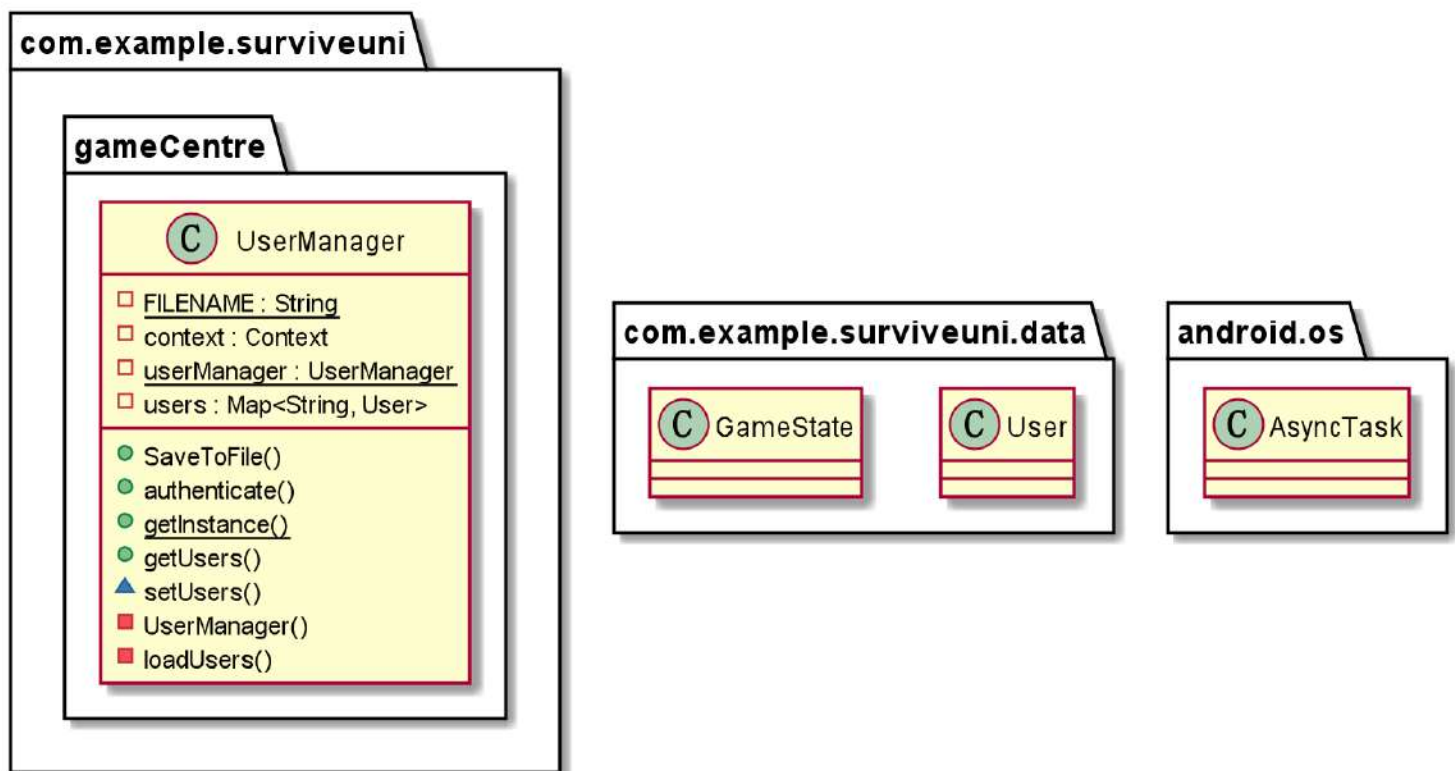 com.example.surviveuni
gameCentre
C UserManager
FILENAME : String
context : Context
userManager : UserManager
users : Map<String, User>
SaveToFile()
authenticate()
getInstance()
getUsers()
setUsers()
UserManager()
loadUsers()
com.example.surviveuni.data
C GameState
C User
android.os
C AsyncTask